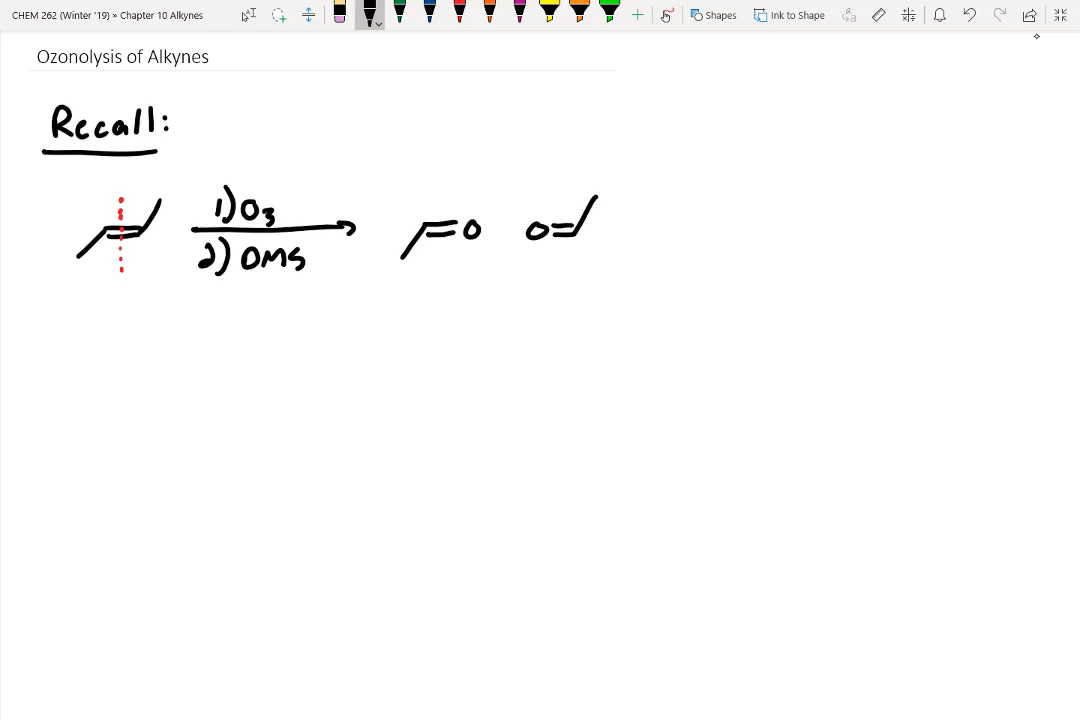 CHEM 262 (Winter '19) » Chapter 10 Alkynes
Shapes
Ink to Shape
Ozonolysis of Alkynes
Recall:
1) O3
2) DMS
O O